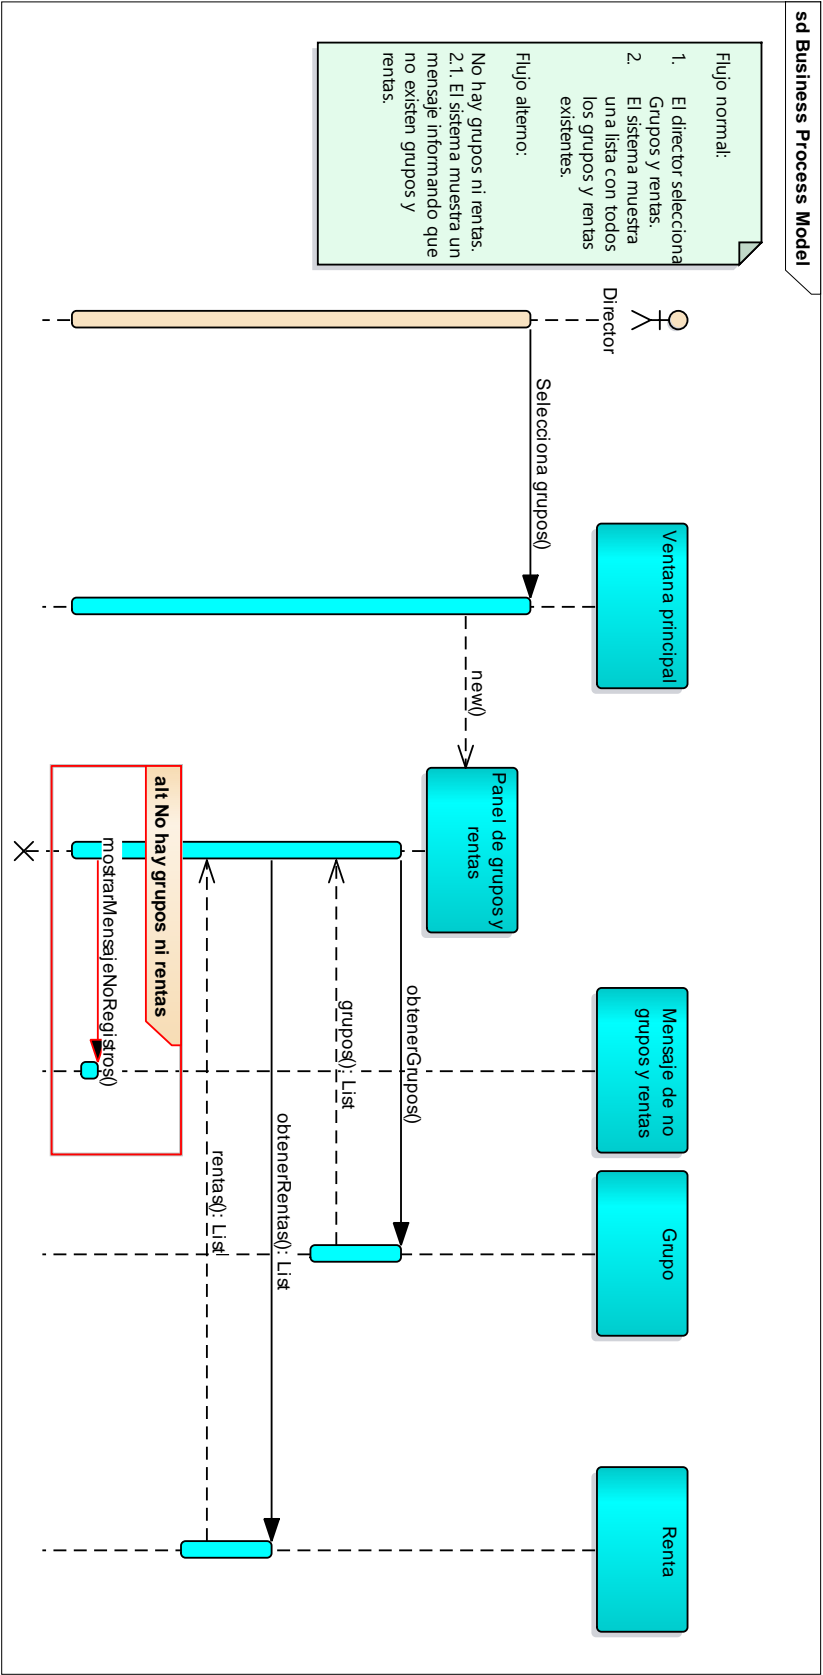 sd Business Process Model
Flujo normal:
1. El director selecciona
Grupos y rentas.
2. El sistema muestra
una lista con todos
los grupos y rentas
existentes.
Flujo alterno:
No hay grupos ni rentas.
2.1. El sistema muestra un
mensaje informando que
no existen grupos y
rentas.
Director
Ventana principal
Panel de grupos y
rentas
Mensaje de no
grupos y rentas
Grupo
Renta
Selecciona grupos()
new()
obtenerGrupos()
grupos(): List
obtenerRentas(): List
rentas(): List
alt No hay grupos ni rentas
mostrarMensajeNoRegistros()